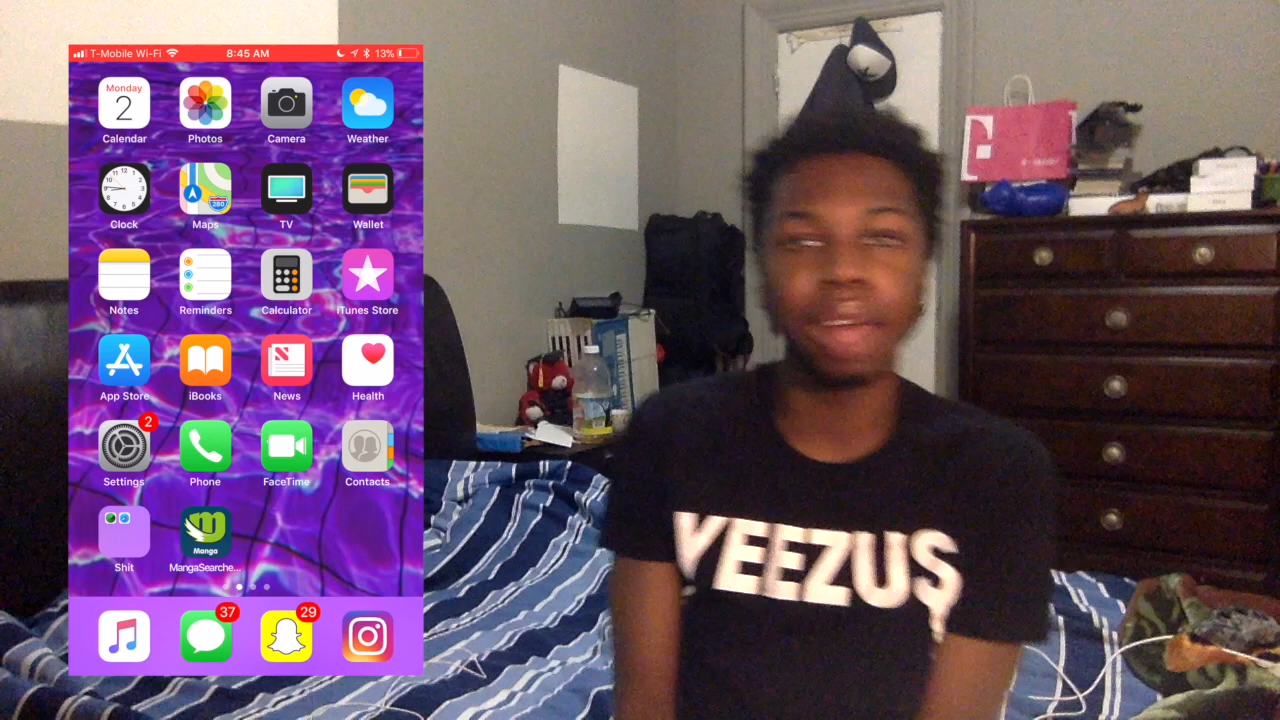 T-Mobile Wi-Fi 8:45 AM 13%
Monday
2
Calendar Photos Camera Weather
280
Clock Maps TV Wallet
Notes Reminders Calculator iTunes Store
App Store iBooks News Health
2
Settings Phone FaceTime Contacts
Manga
Shit MangaSearche...
37 29
YEEZUS